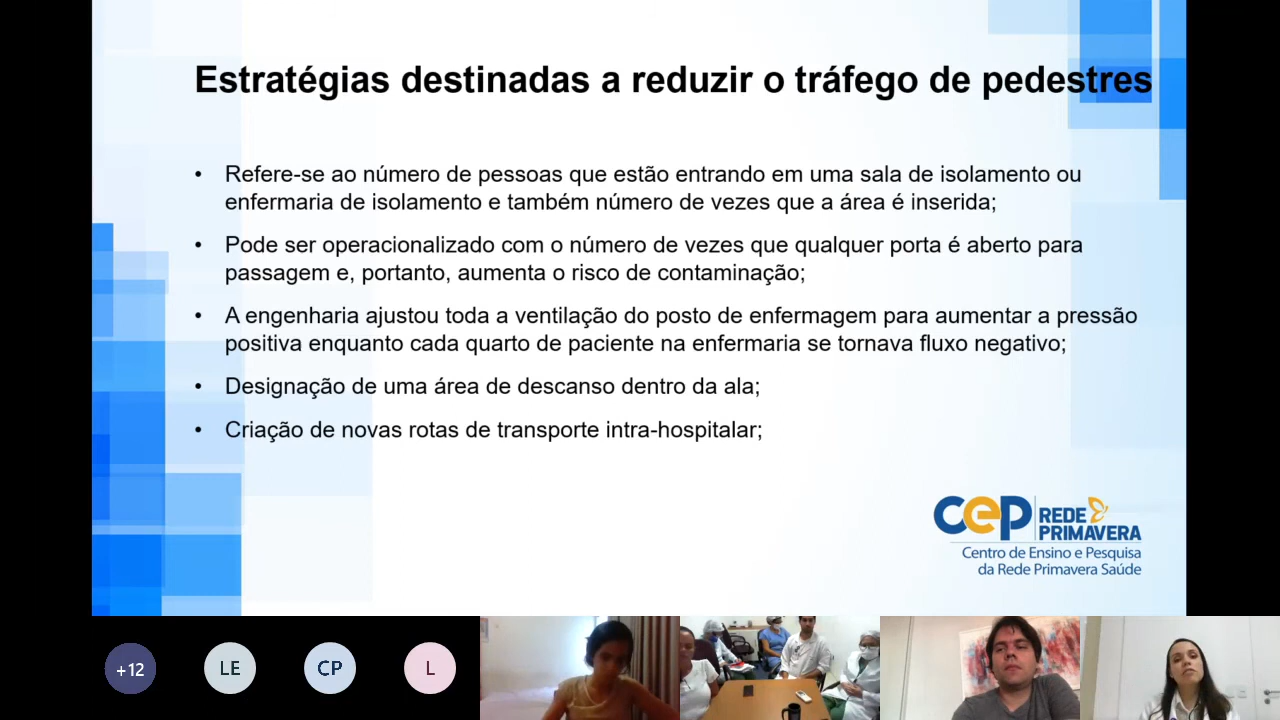 Estratégias destinadas a reduzir o tráfego de pedestres
• Refere-se ao número de pessoas que estão entrando em uma sala de isolamento ou
enfermaria de isolamento e também número de vezes que a área é inserida;
• Pode ser operacionalizado com o número de vezes que qualquer porta é aberto para
passagem e, portanto, aumenta o risco de contaminação;
• A engenharia ajustou toda a ventilação do posto de enfermagem para aumentar a pressão
positiva enquanto cada quarto de paciente na enfermaria se tornava fluxo negativo;
• Designação de uma área de descanso dentro da ala;
• Criação de novas rotas de transporte intra-hospitalar;
cep REDE
PRIMAVERA
Centro de Ensino e Pesquisa
da Rede Primavera Saúde
+12 LE CP L